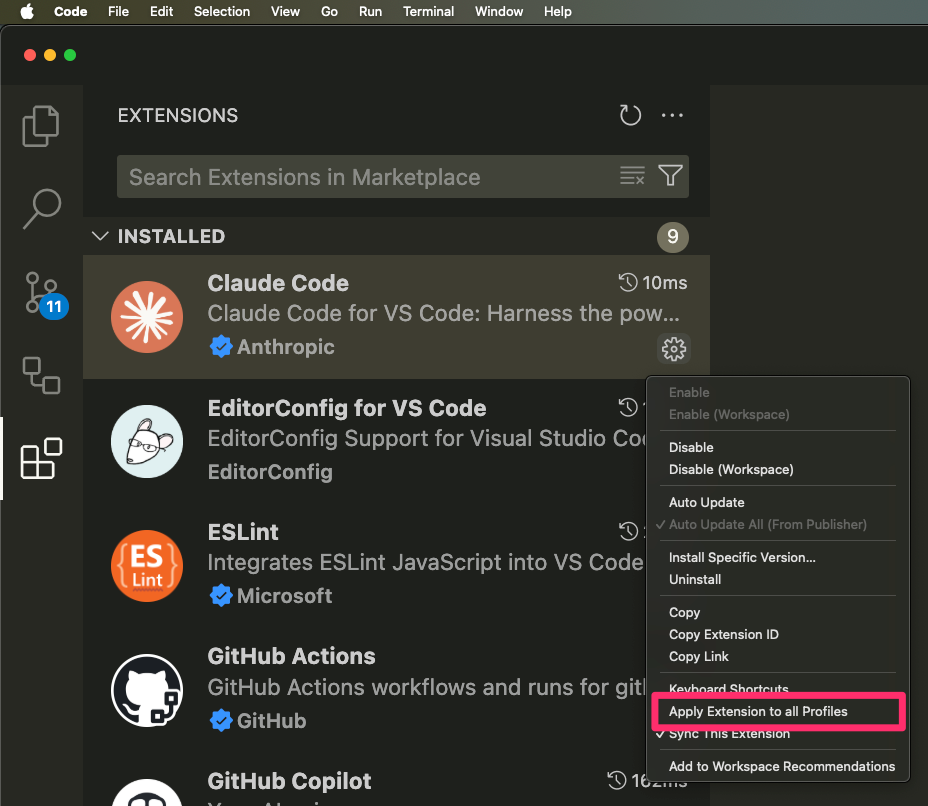 Code File Edit Selection View Go Run Terminal Window Help
EXTENSIONS
Search Extensions in Marketplace
INSTALLED 9
11
Claude Code 10ms
Claude Code for VS Code: Harness the pow...
Anthropic
EditorConfig for VS Code
EditorConfig Support for Visual Studio Co
EditorConfig
ES
Lint
ESLint
Integrates ESLint JavaScript into VS Code
Microsoft
GitHub Actions
GitHub Actions workflows and runs for git
GitHub
GitHub Copilot
Enable
Enable (Workspace)
Disable
Disable (Workspace)
Auto Update
Auto Update All (From Publisher)
Install Specific Version...
Uninstall
Copy
Copy Extension ID
Copy Link
Keyboard Shortcuts
Apply Extension to all Profiles
Sync This Extension
Add to Workspace Recommendations